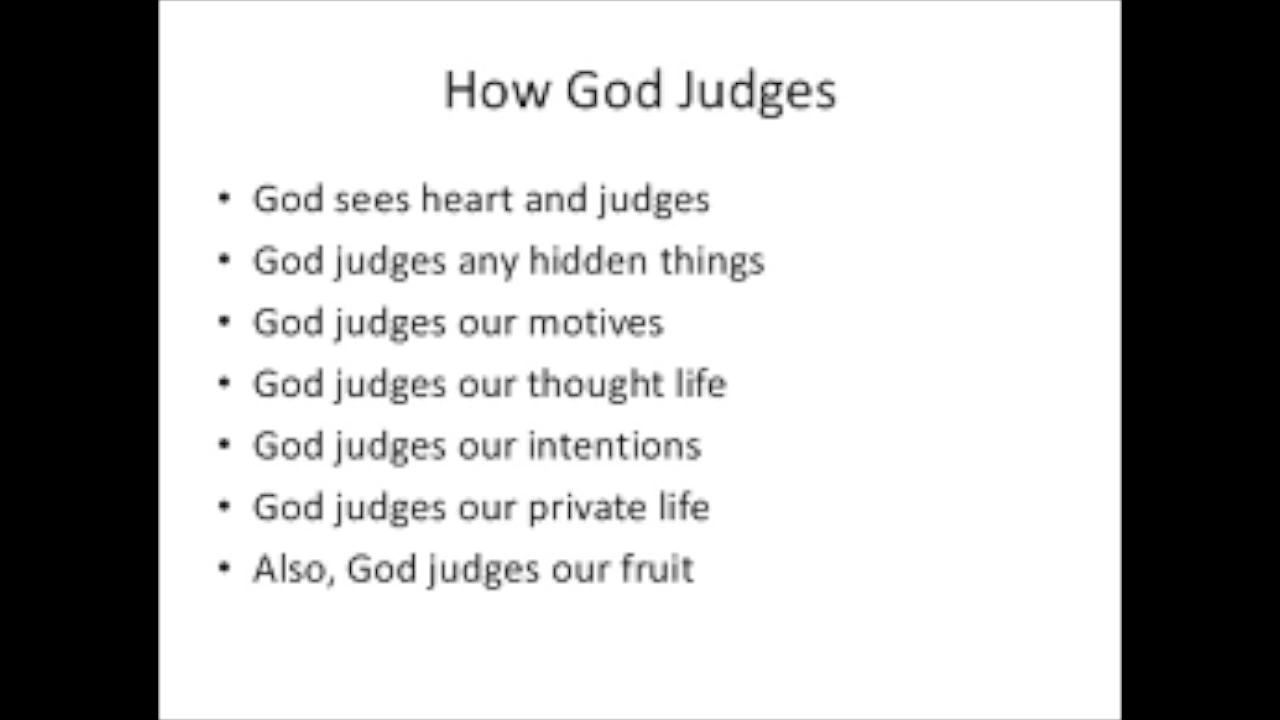 How God Judges
• God sees heart and judges
• God judges any hidden things
• God judges our motives
• God judges our thought life
• God judges our intentions
• God judges our private life
• Also, God judges our fruit